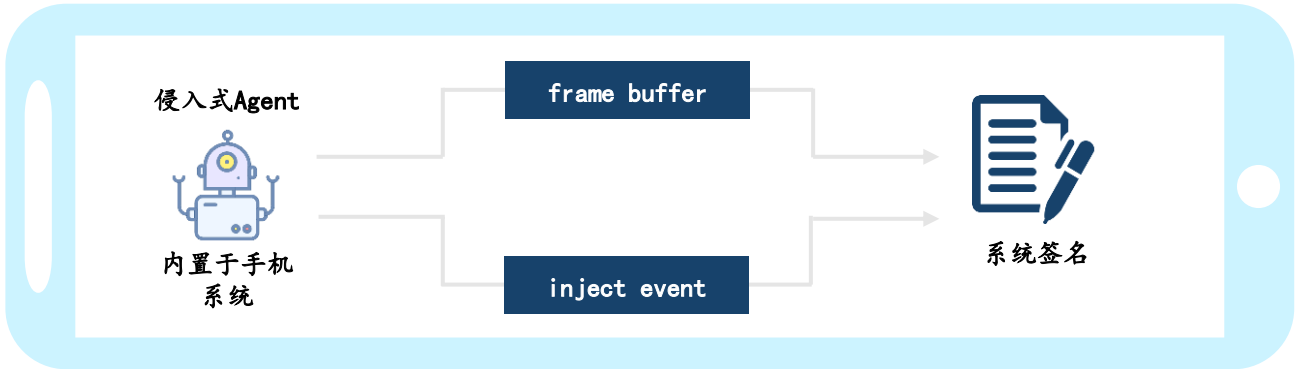 侵入式Agent
内置于手机
系统
frame buffer
inject event
系统签名